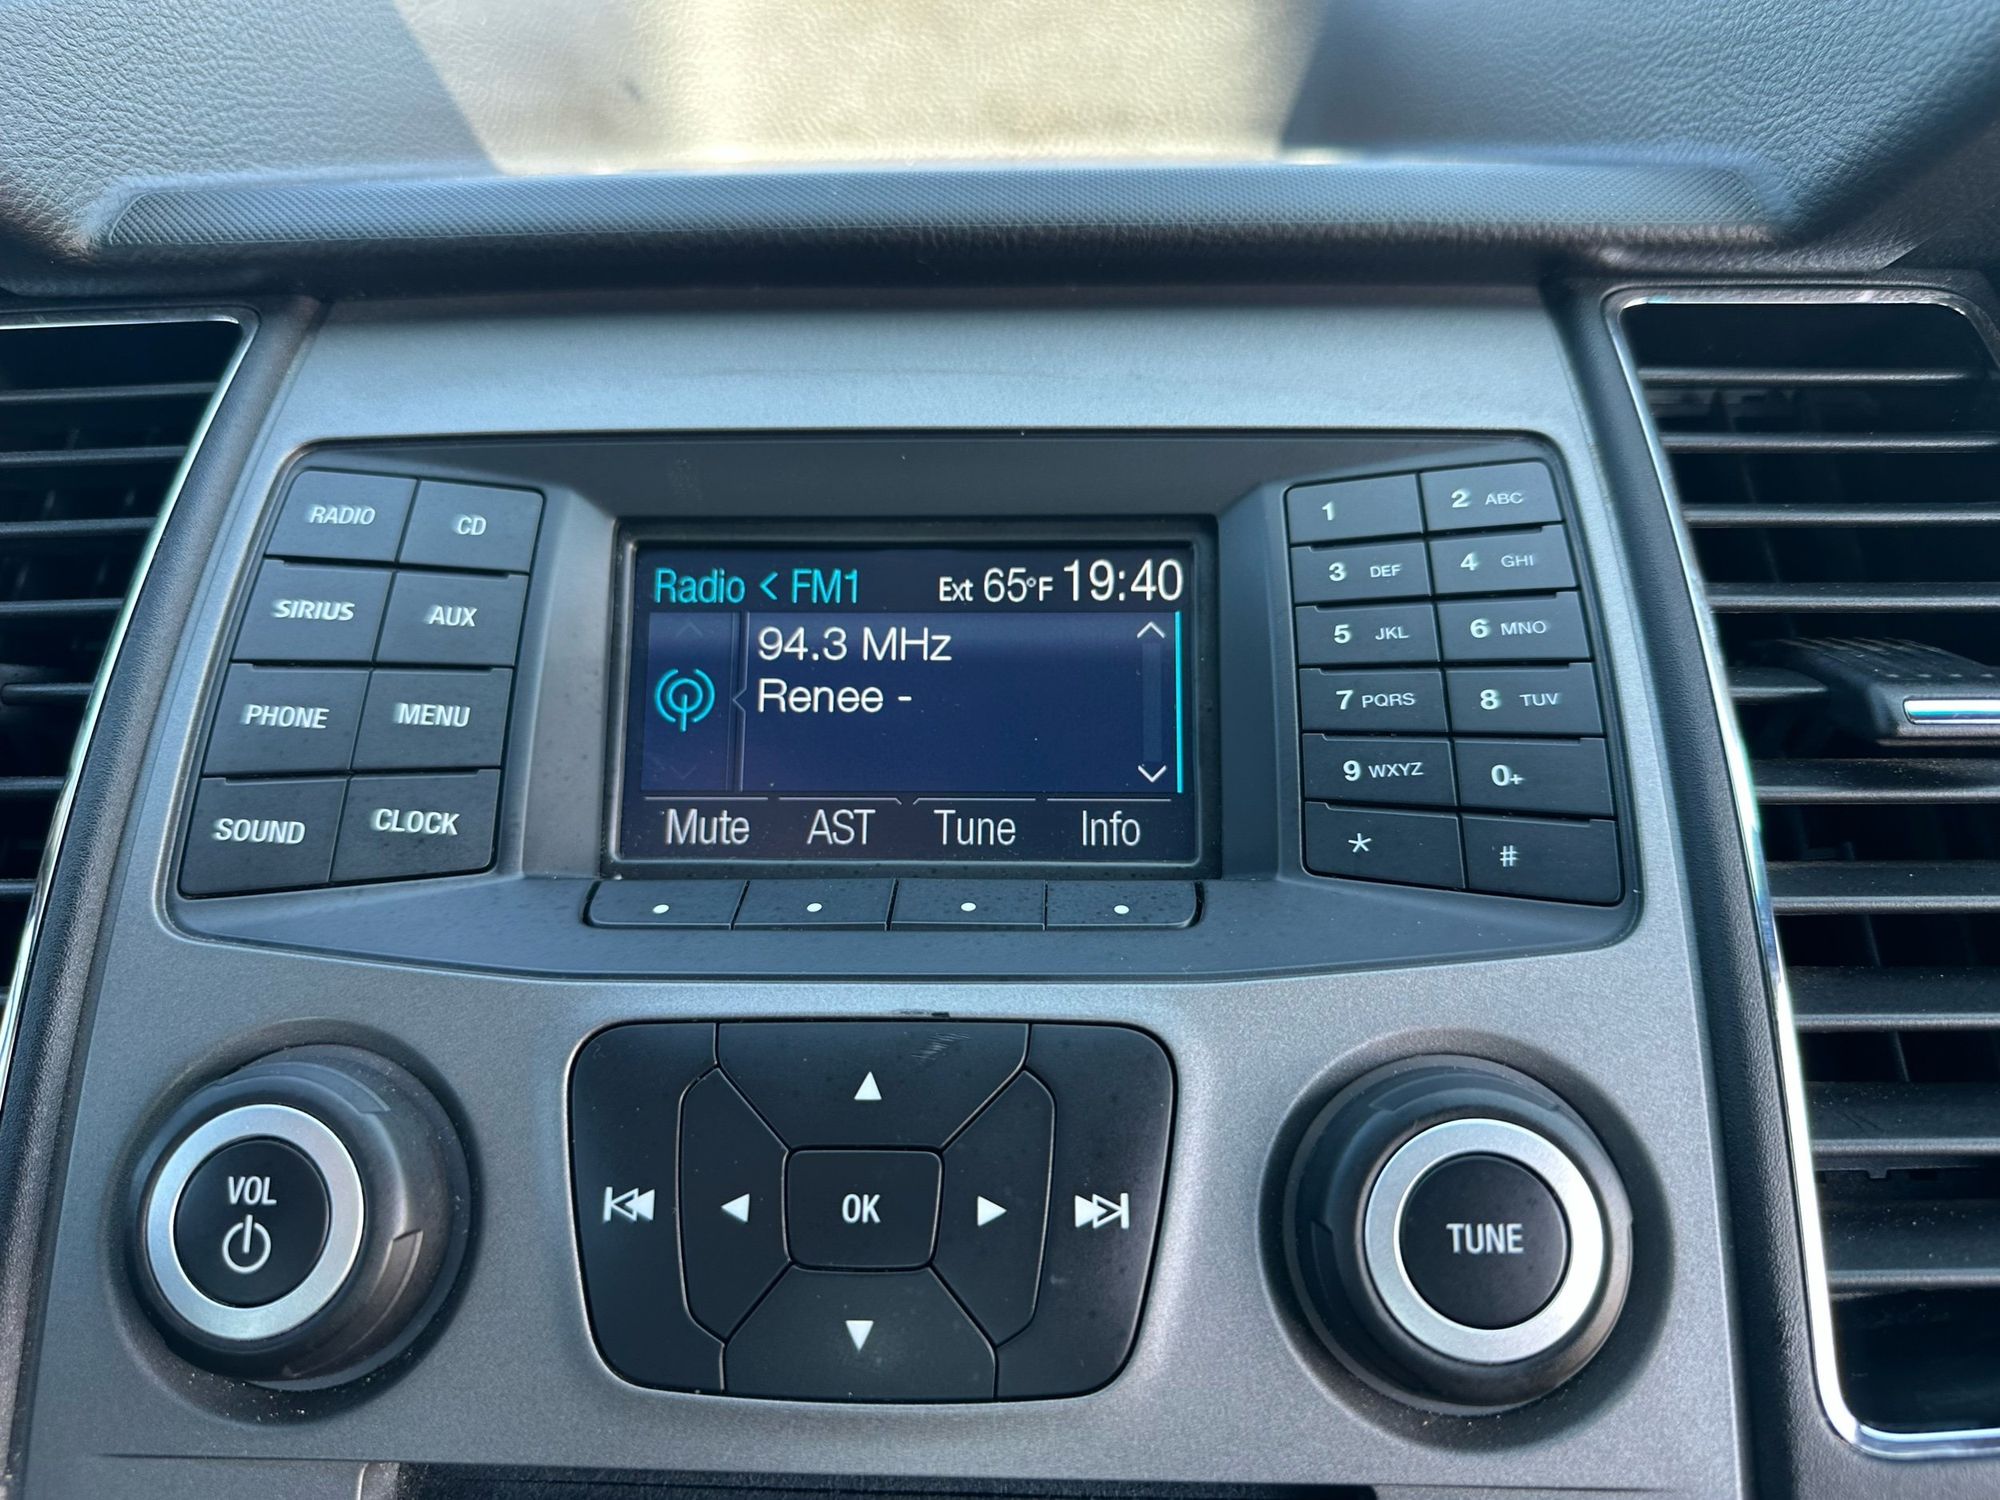 Radio < FM1 Ext 65°F 19:40
94.3 MHz
Renee -
Mute AST Tune Info
RADIO CD
SIRIUS AUX
PHONE MENU
SOUND CLOCK
1 2 ABC
3 DEF 4 GHI
5 JKL 6 MNO
7 PQRS 8 TUV
9 WXYZ 0+
* #
VOL
OK
TUNE